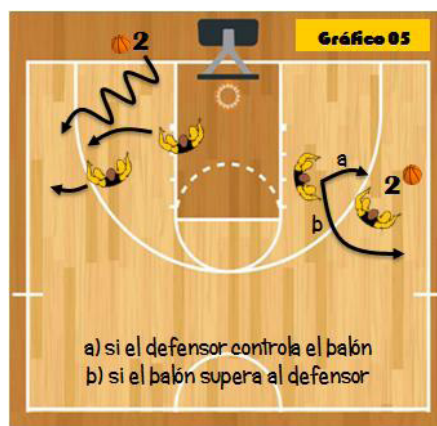 2
Gráfico 05
a
2
b
a) si el defensor controla el balón
b) si el balón supera al defensor